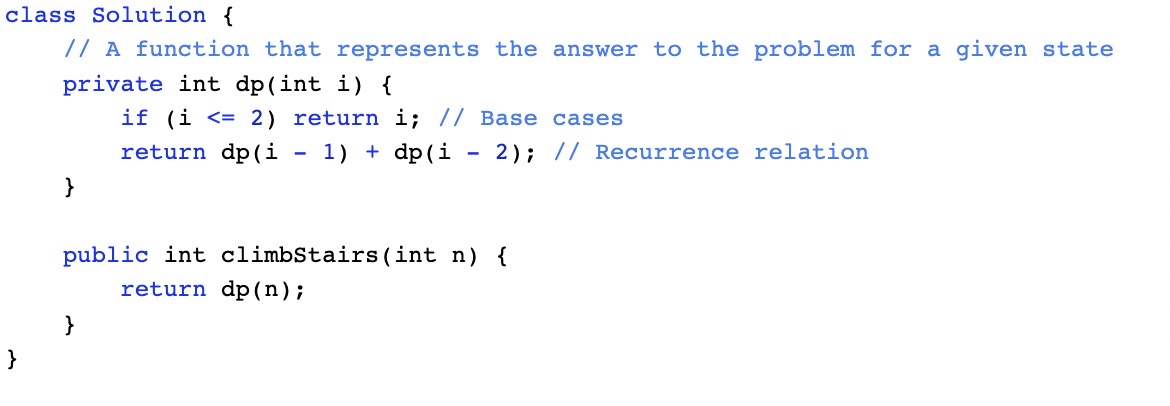 class Solution {
    // A function that represents the answer to the problem for a given state
    private int dp(int i) {
        if (i <= 2) return i; // Base cases
        return dp(i - 1) + dp(i - 2); // Recurrence relation
    }

    public int climbStairs(int n) {
        return dp(n);
    }
}